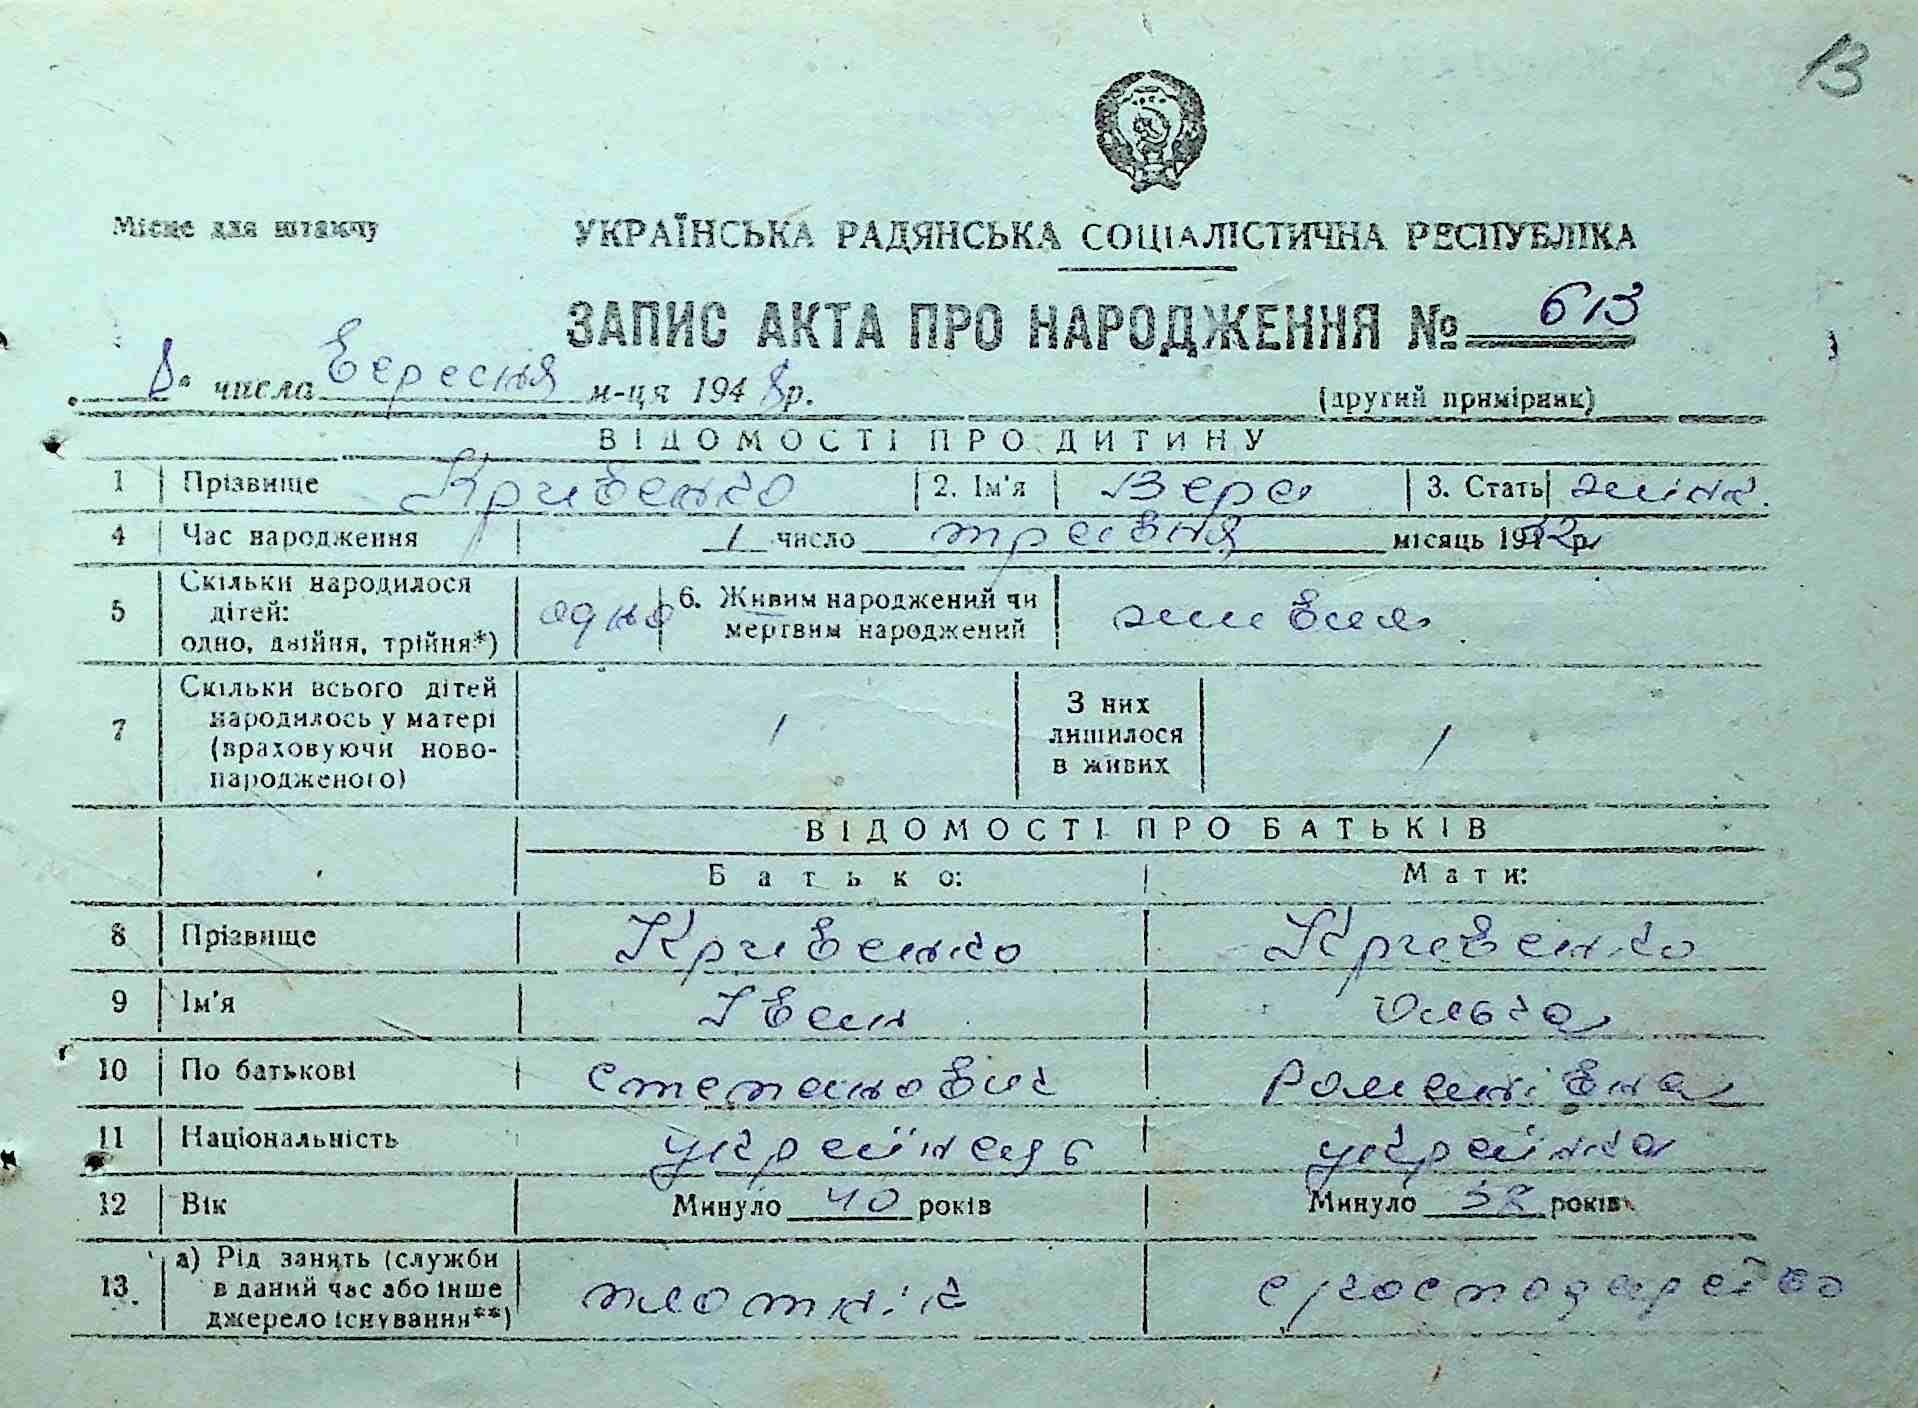 13
Місце для штампу
УКРАЇНСЬКА РАДЯНСЬКА СОЦІАЛІСТИЧНА РЕСПУБЛІКА
ЗАПИС АКТА ПРО НАРОДЖЕННЯ № 613
8" числа Вересня м-ця 1948 р.
(другий примірник)
ВІДОМОСТІ ПРО ДИТИНУ
1 Прізвище Кривенко 2. Ім'я Вера 3. Стать жіноч.
4 Час народження 1 число травня місяць 1932 р.
5 Скільки народилося дітей: одно, двійня, трійня*) одно 6. Живим народжений чи мертвим народжений живим
7 Скільки всього дітей народилось у матері (враховуючи новонародженого) 1 З них лишилося в живих 1
ВІДОМОСТІ ПРО БАТЬКІВ
Батько: Мати:
8 Прізвище Кривенко Кривенко
9 Ім'я Іван Ольга
10 По батькові Степанович Романівна
11 Національність українець українка
12 Вік Минуло 40 років Минуло 38 років
13. а) Рід занять (служби в даний час або інше джерело існування**) плотнік с/господарство